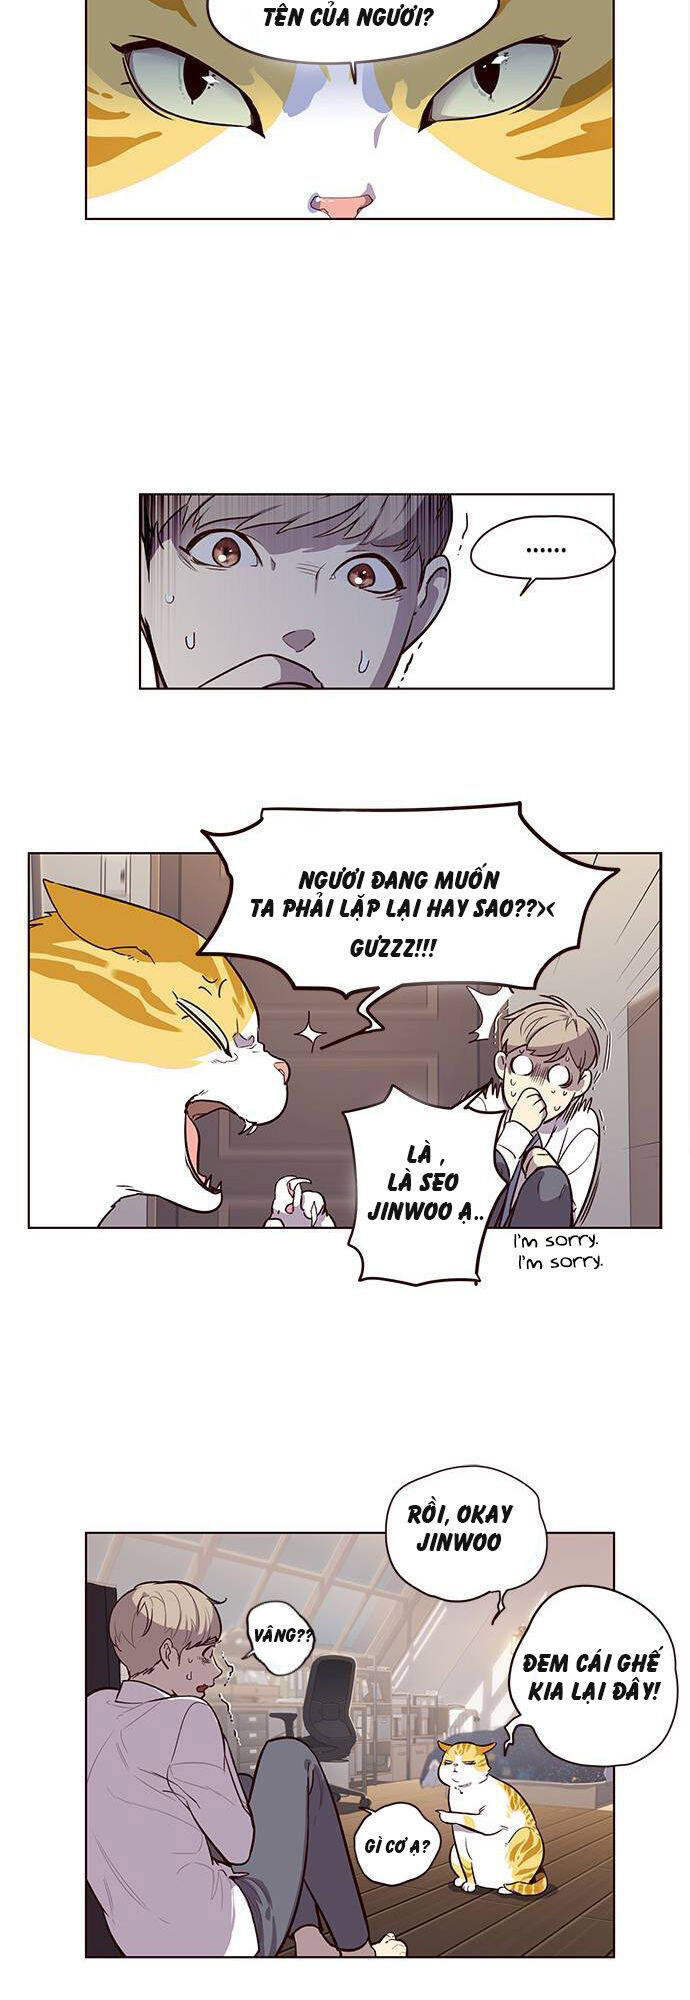 TÊN CỦA NGƯƠI?
......
NGƯƠI ĐANG MUỐN
TA PHẢI LẶP LẠI HAY SAO??><
GƯZZZ!!!
LÀ ,
LÀ SEO
JINWOO Ạ..
I'm sorry.
I'm sorry.
RỒI, OKAY
JINWOO
VÂNG??
ĐEM CÁI GHẾ
KIA LẠI ĐÂY!
GÌ CƠ Ạ?